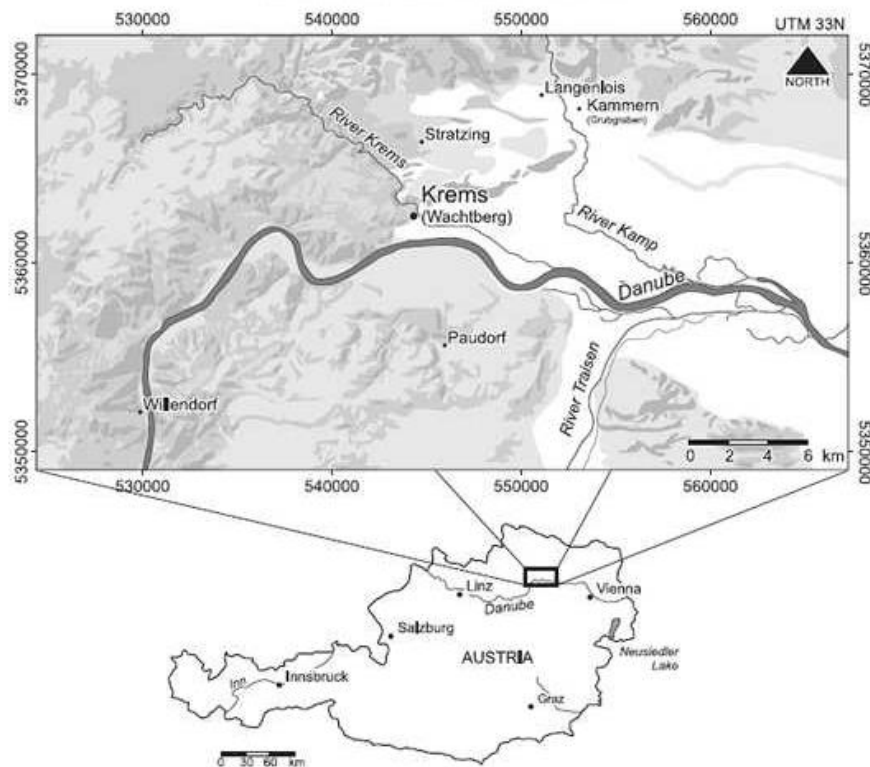 530000
540000
550000
560000
UTM 33N
5370000
5370000
NORTH
Langenlois
Kammern
(Grubgraben)
Stratzing
River Krems
Krems
(Wachtberg)
River Kamp
5360000
5360000
Danube
Paudorf
Willendorf
River Traisen
5350000
5350000
0 2 4 6 km
530000
540000
550000
560000
Linz
Danube
Vienna
Salzburg
AUSTRIA
Neusiedler
Lake
Inn
Innsbruck
Graz
0 30 60 km